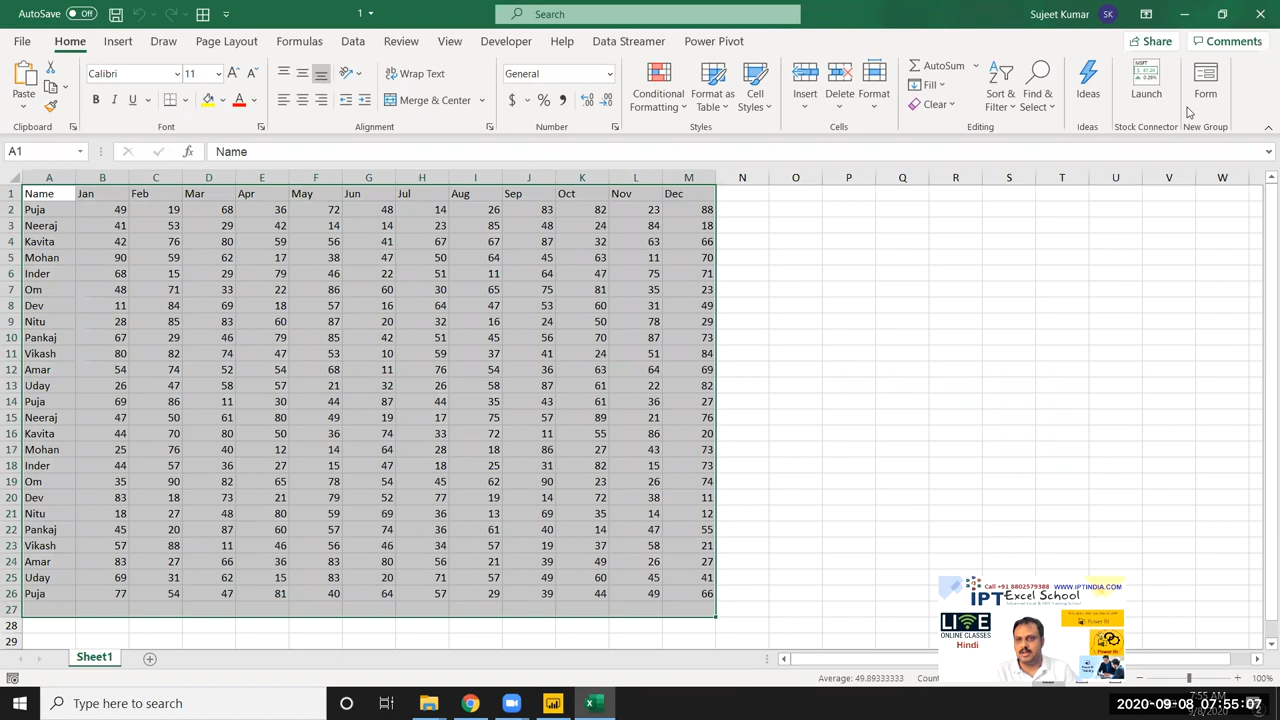 AutoSave Off 1 Search Sujeet Kumar SK
File Home Insert Draw Page Layout Formulas Data Review View Developer Help Data Streamer Power Pivot Share Comments
Paste Calibri 11 Wrap Text General Conditional Formatting Format as Table Cell Styles Insert Delete Format AutoSum Fill Clear Sort & Filter Find & Select Ideas Launch Form
B I U Merge & Center $ %
Clipboard Font Alignment Number Styles Cells Editing Ideas Stock Connector New Group
A1 fx Name
A B C D E F G H I J K L M N O P Q R S T U V W
1 Name Jan Feb Mar Apr May Jun Jul Aug Sep Oct Nov Dec
2 Puja 49 19 68 36 72 48 14 26 83 82 23 88
3 Neeraj 41 53 29 42 14 14 23 85 48 24 84 18
4 Kavita 42 76 80 59 56 41 67 67 87 32 63 66
5 Mohan 90 59 62 17 38 47 50 64 45 63 11 70
6 Inder 68 15 29 79 46 22 51 11 64 47 75 71
7 Om 48 71 33 22 86 60 30 65 75 81 35 23
8 Dev 11 84 69 18 57 16 64 47 53 60 31 49
9 Nitu 28 85 83 60 87 20 32 16 24 50 78 29
10 Pankaj 67 29 46 79 85 42 51 45 56 70 87 73
11 Vikash 80 82 74 47 53 10 59 37 41 24 51 84
12 Amar 54 74 52 54 68 11 76 54 36 63 64 69
13 Uday 26 47 58 57 21 32 26 58 87 61 22 82
14 Puja 69 86 11 30 44 87 44 35 43 61 36 27
15 Neeraj 47 50 61 80 49 19 17 75 57 89 21 76
16 Kavita 44 70 80 50 36 74 33 72 11 55 86 20
17 Mohan 25 76 40 12 14 64 28 18 86 27 43 73
18 Inder 44 57 36 27 15 47 18 25 31 82 15 73
19 Om 35 90 82 65 78 54 45 62 90 23 26 74
20 Dev 83 18 73 21 79 52 77 19 14 72 38 11
21 Nitu 18 27 48 80 59 69 36 13 69 35 14 12
22 Pankaj 45 20 87 60 57 74 36 61 40 14 47 55
23 Vikash 57 88 11 46 56 46 34 57 19 37 58 21
24 Amar 83 27 66 36 83 80 56 21 39 49 26 27
25 Uday 69 31 62 15 83 20 71 57 49 60 45 41
26 Puja 77 54 47 81 49 64 57 29 39 44 49 66
27
28
29
Call +91 8802579388 WWW.IPTINDIA.COM
IPT Excel School
LIVE
ONLINE CLASSES
Hindi
Power BI
Sheet1
Average: 49.89333333 100%
Type here to search
7:55 AM
9/8/2020
2020-09-08 07:55:07